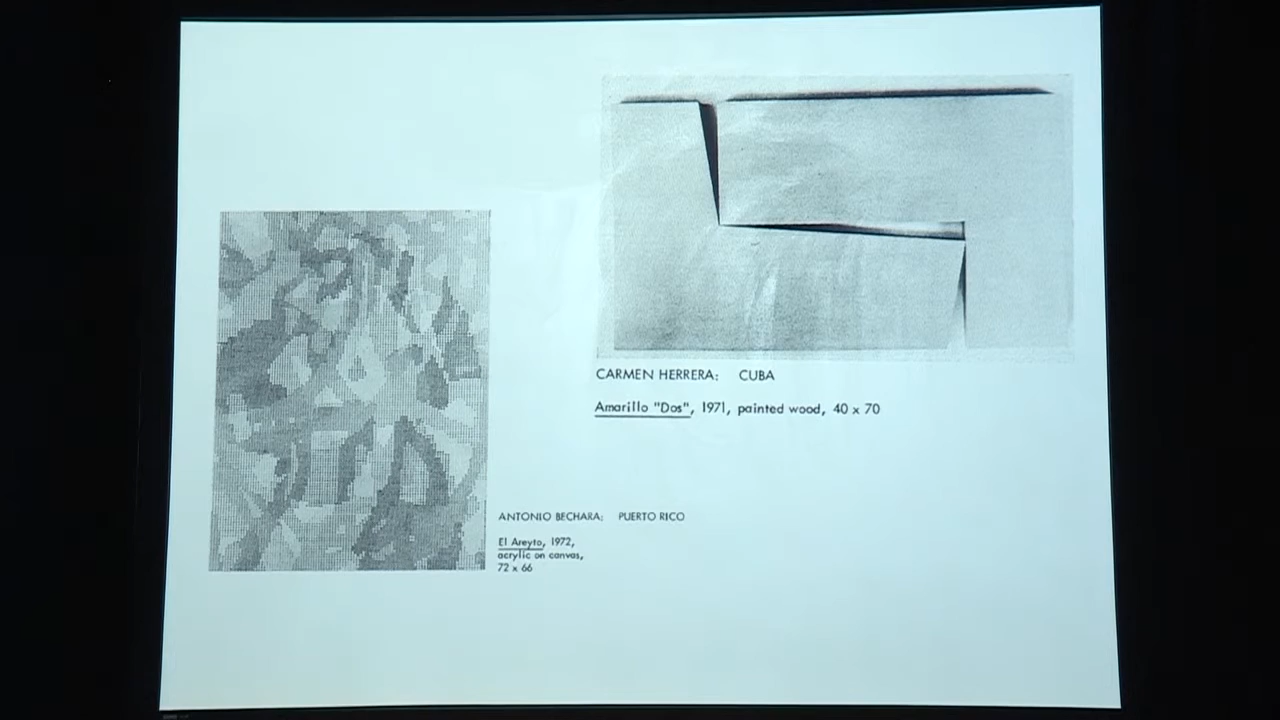 CARMEN HERRERA: CUBA
Amarillo "Dos", 1971, painted wood, 40 x 70
ANTONIO BECHARA: PUERTO RICO
El Areyto, 1972,
acrylic on canvas,
72 x 66